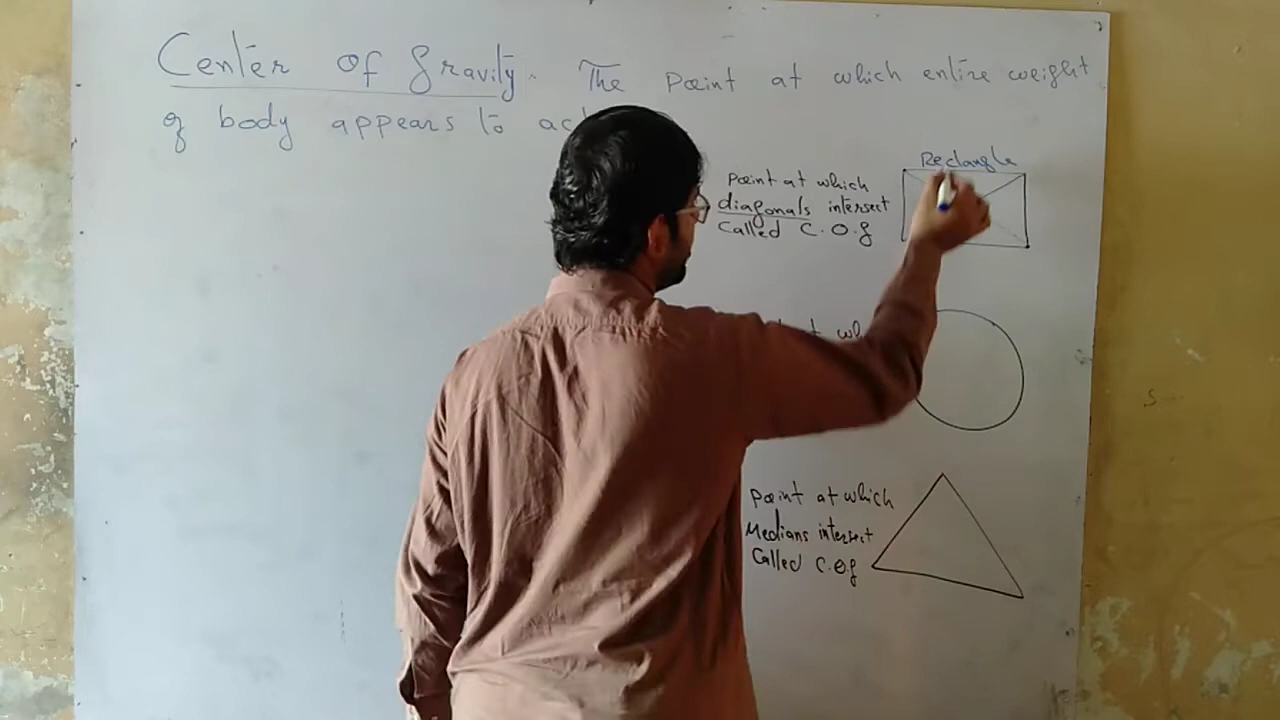 Center Of gravity. The point at which entire weight
of body appears to act
Rectangle
point at which
diagonals intersect
Called C.O.g
point at which
Medians intersect
Called C.O.g